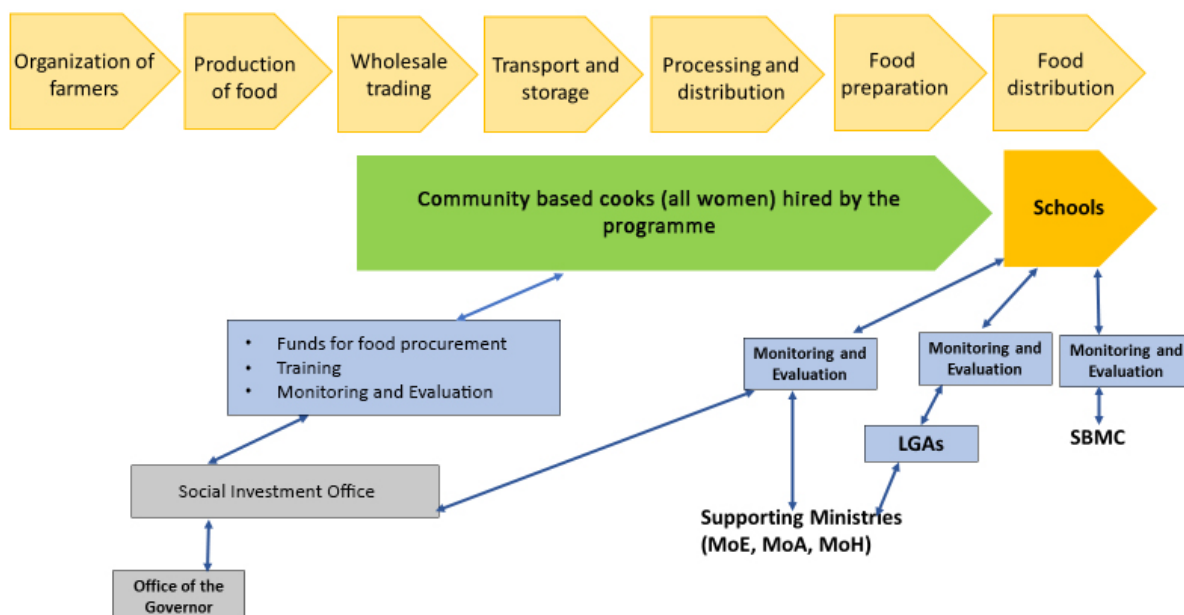 Organization of
farmers
Production
of food
Wholesale
trading
Transport and
storage
Processing and
distribution
Food
preparation
Food
distribution
Community based cooks (all women) hired by the
programme
Schools
• Funds for food procurement
• Training
• Monitoring and Evaluation
Monitoring and
Evaluation
Monitoring and
Evaluation
Monitoring and
Evaluation
LGAs
SBMC
Social Investment Office
Supporting Ministries
(MoE, MoA, MoH)
Office of the
Governor